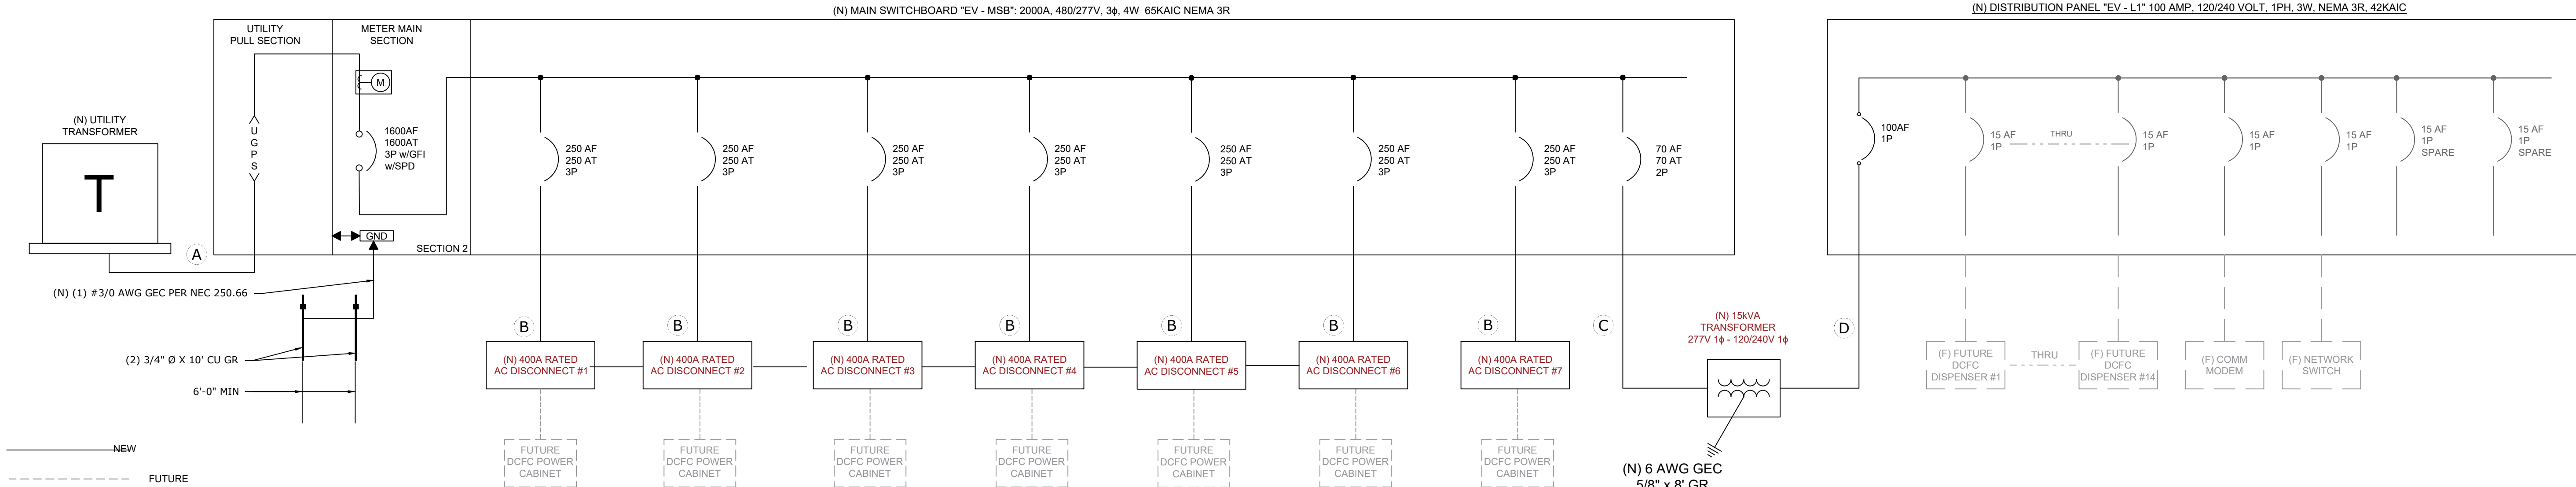 (N) MAIN SWITCHBOARD "EV - MSB": 2000A, 480/277V, 3ϕ, 4W 65KAIC NEMA 3R
(N) DISTRIBUTION PANEL "EV - L1" 100 AMP, 120/240 VOLT, 1PH, 3W, NEMA 3R, 42KAIC
UTILITY
PULL SECTION
METER MAIN
SECTION
M
(N) UTILITY
TRANSFORMER
T
U
G
P
S
1600AF
1600AT
3P w/GFI
w/SPD
GND
SECTION 2
A
250 AF
250 AT
3P
250 AF
250 AT
3P
250 AF
250 AT
3P
250 AF
250 AT
3P
250 AF
250 AT
3P
250 AF
250 AT
3P
250 AF
250 AT
3P
70 AF
70 AT
2P
100AF
1P
15 AF
1P
THRU
15 AF
1P
15 AF
1P
15 AF
1P
15 AF
1P
SPARE
15 AF
1P
SPARE
(N) (1) #3/0 AWG GEC PER NEC 250.66
(2) 3/4" Ø X 10' CU GR
6'-0" MIN
B
B
B
B
B
B
B
C
D
(N) 400A RATED
AC DISCONNECT #1
(N) 400A RATED
AC DISCONNECT #2
(N) 400A RATED
AC DISCONNECT #3
(N) 400A RATED
AC DISCONNECT #4
(N) 400A RATED
AC DISCONNECT #5
(N) 400A RATED
AC DISCONNECT #6
(N) 400A RATED
AC DISCONNECT #7
(N) 15kVA
TRANSFORMER
277V 1ϕ - 120/240V 1ϕ
(F) FUTURE
DCFC
DISPENSER #1
THRU
(F) FUTURE
DCFC
DISPENSER #14
(F) COMM
MODEM
(F) NETWORK
SWITCH
FUTURE
DCFC POWER
CABINET
FUTURE
DCFC POWER
CABINET
FUTURE
DCFC POWER
CABINET
FUTURE
DCFC POWER
CABINET
FUTURE
DCFC POWER
CABINET
FUTURE
DCFC POWER
CABINET
FUTURE
DCFC POWER
CABINET
(N) 6 AWG GEC
5/8" x 8' GR
NEW
FUTURE